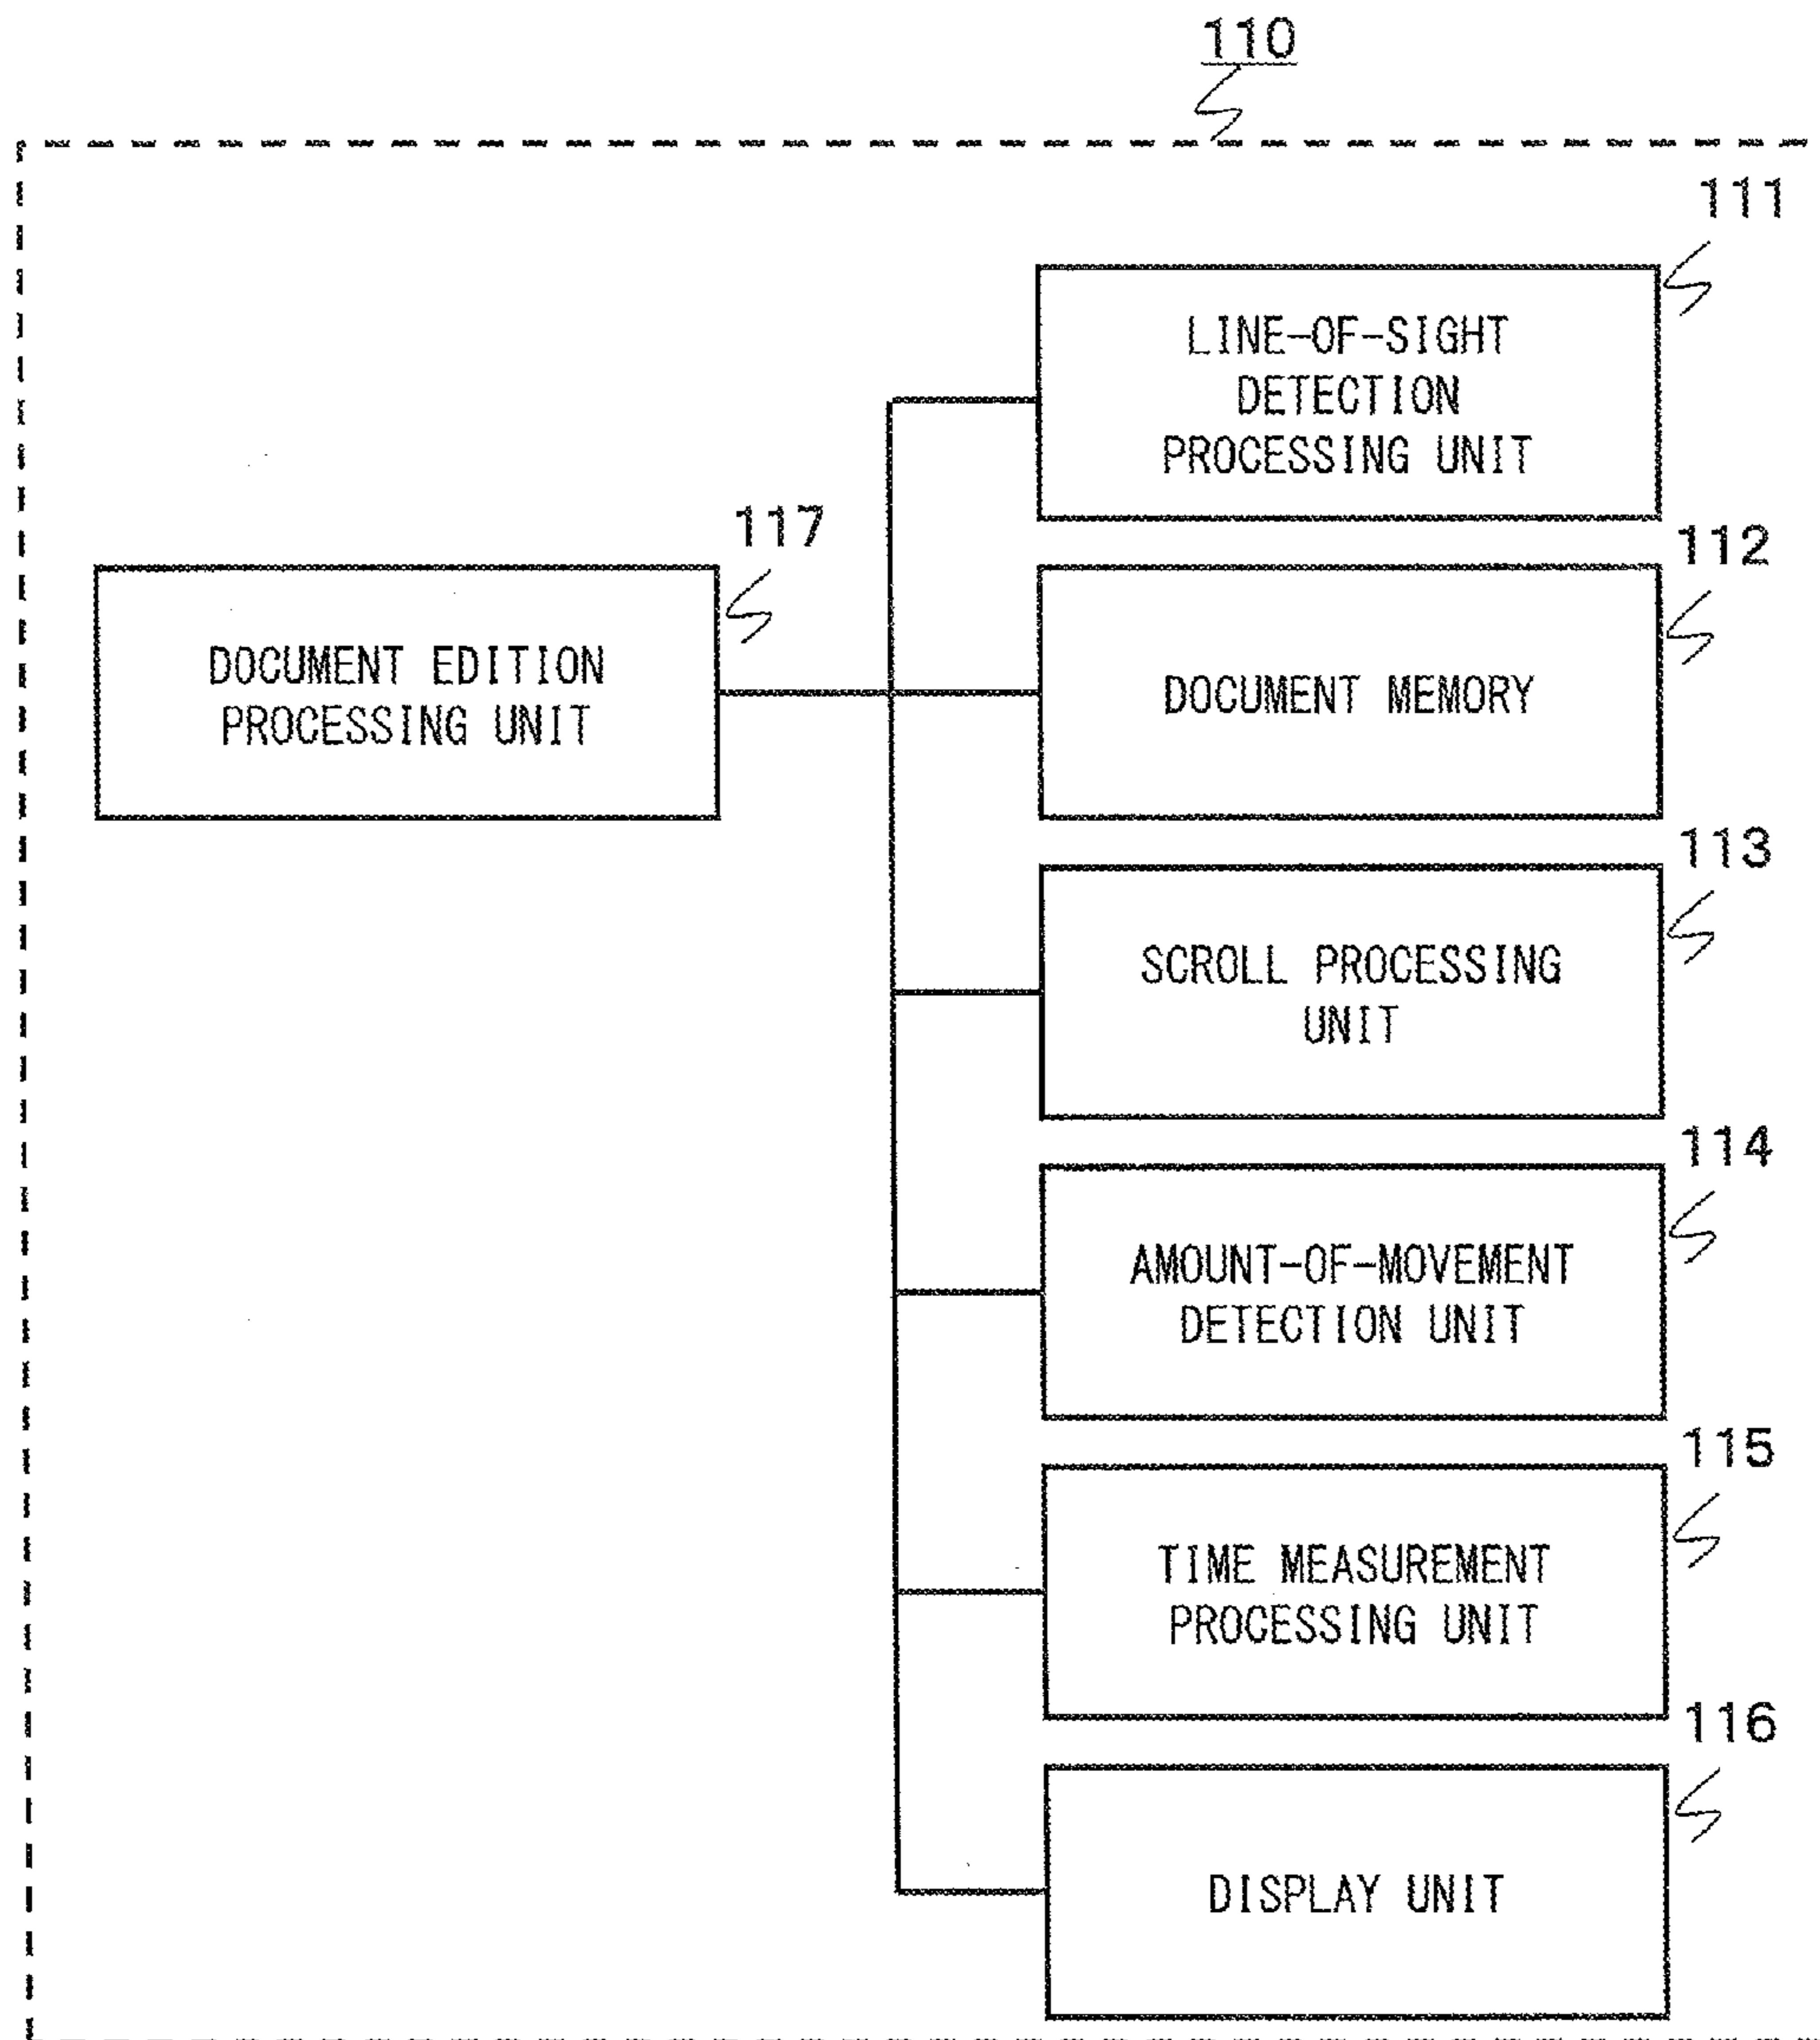 110
111
LINE-OF-SIGHT
DETECTION
PROCESSING UNIT
117
DOCUMENT EDITION
PROCESSING UNIT
112
DOCUMENT MEMORY
113
SCROLL PROCESSING
UNIT
114
AMOUNT-OF-MOVEMENT
DETECTION UNIT
115
TIME MEASUREMENT
PROCESSING UNIT
116
DISPLAY UNIT